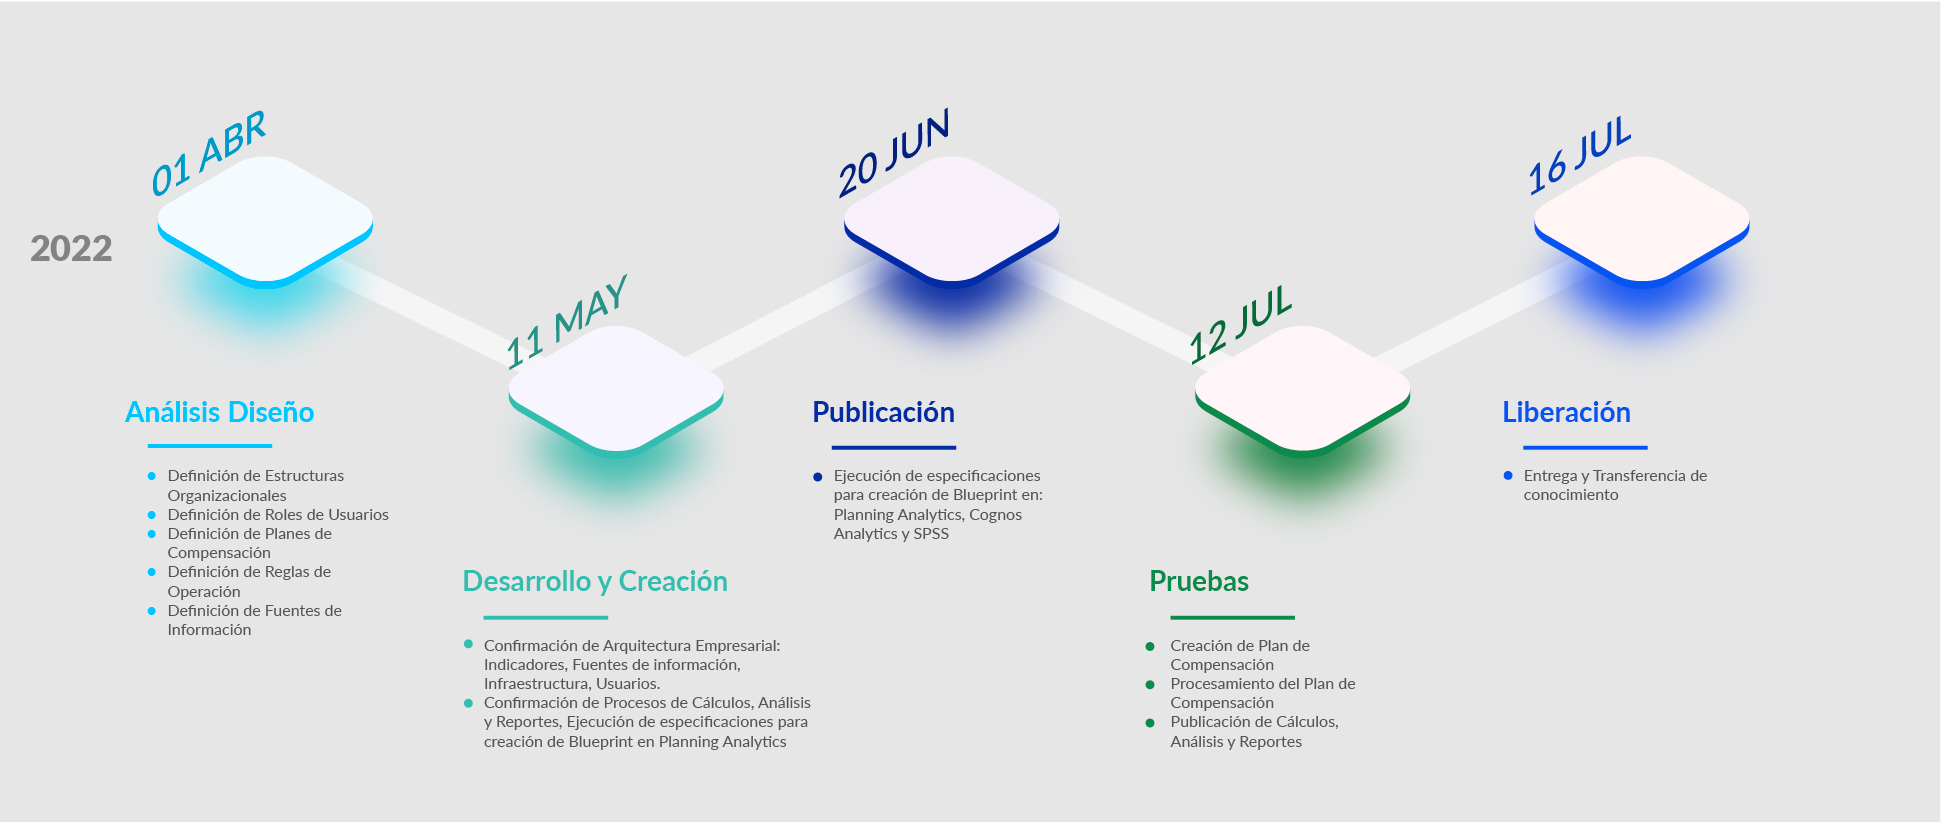 2022
01 ABR
Análisis Diseño
Definición de Estructuras
Organizacionales
Definición de Roles de Usuarios
Definición de Planes de
Compensación
Definición de Reglas de
Operación
Definición de Fuentes de
Información
11 MAY
Desarrollo y Creación
Confirmación de Arquitectura Empresarial:
Indicadores, Fuentes de información,
Infraestructura, Usuarios.
Confirmación de Procesos de Cálculos, Análisis
y Reportes, Ejecución de especificaciones para
creación de Blueprint en Planning Analytics
20 JUN
Publicación
Ejecución de especificaciones
para creación de Blueprint en:
Planning Analytics, Cognos
Analytics y SPSS
12 JUL
Pruebas
Creación de Plan de
Compensación
Procesamiento del Plan de
Compensación
Publicación de Cálculos,
Análisis y Reportes
16 JUL
Liberación
Entrega y Transferencia de
conocimiento